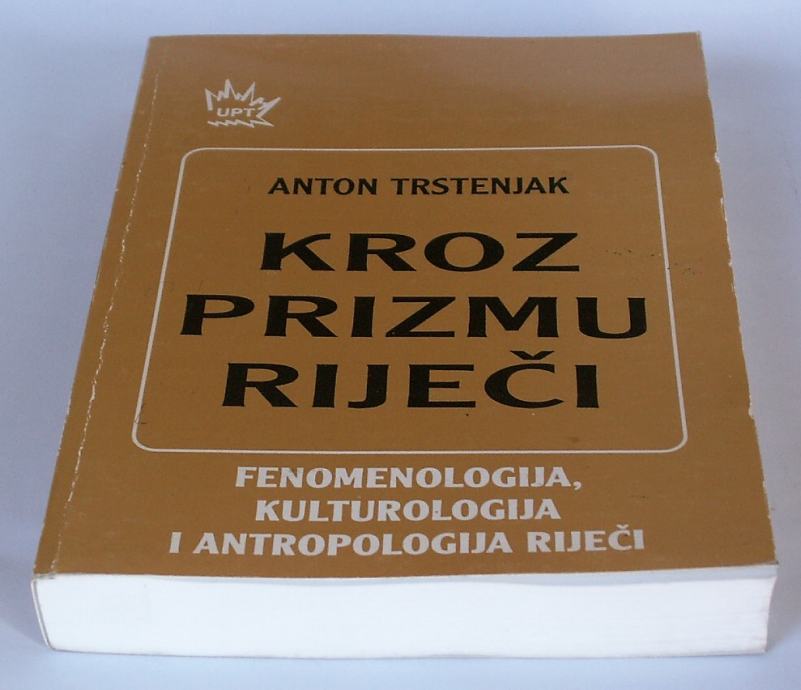 UPT
ANTON TRSTENJAK
KROZ
PRIZMU
RIJEČI
FENOMENOLOGIJA,
KULTUROLOGIJA
I ANTROPOLOGIJA RIJEČI